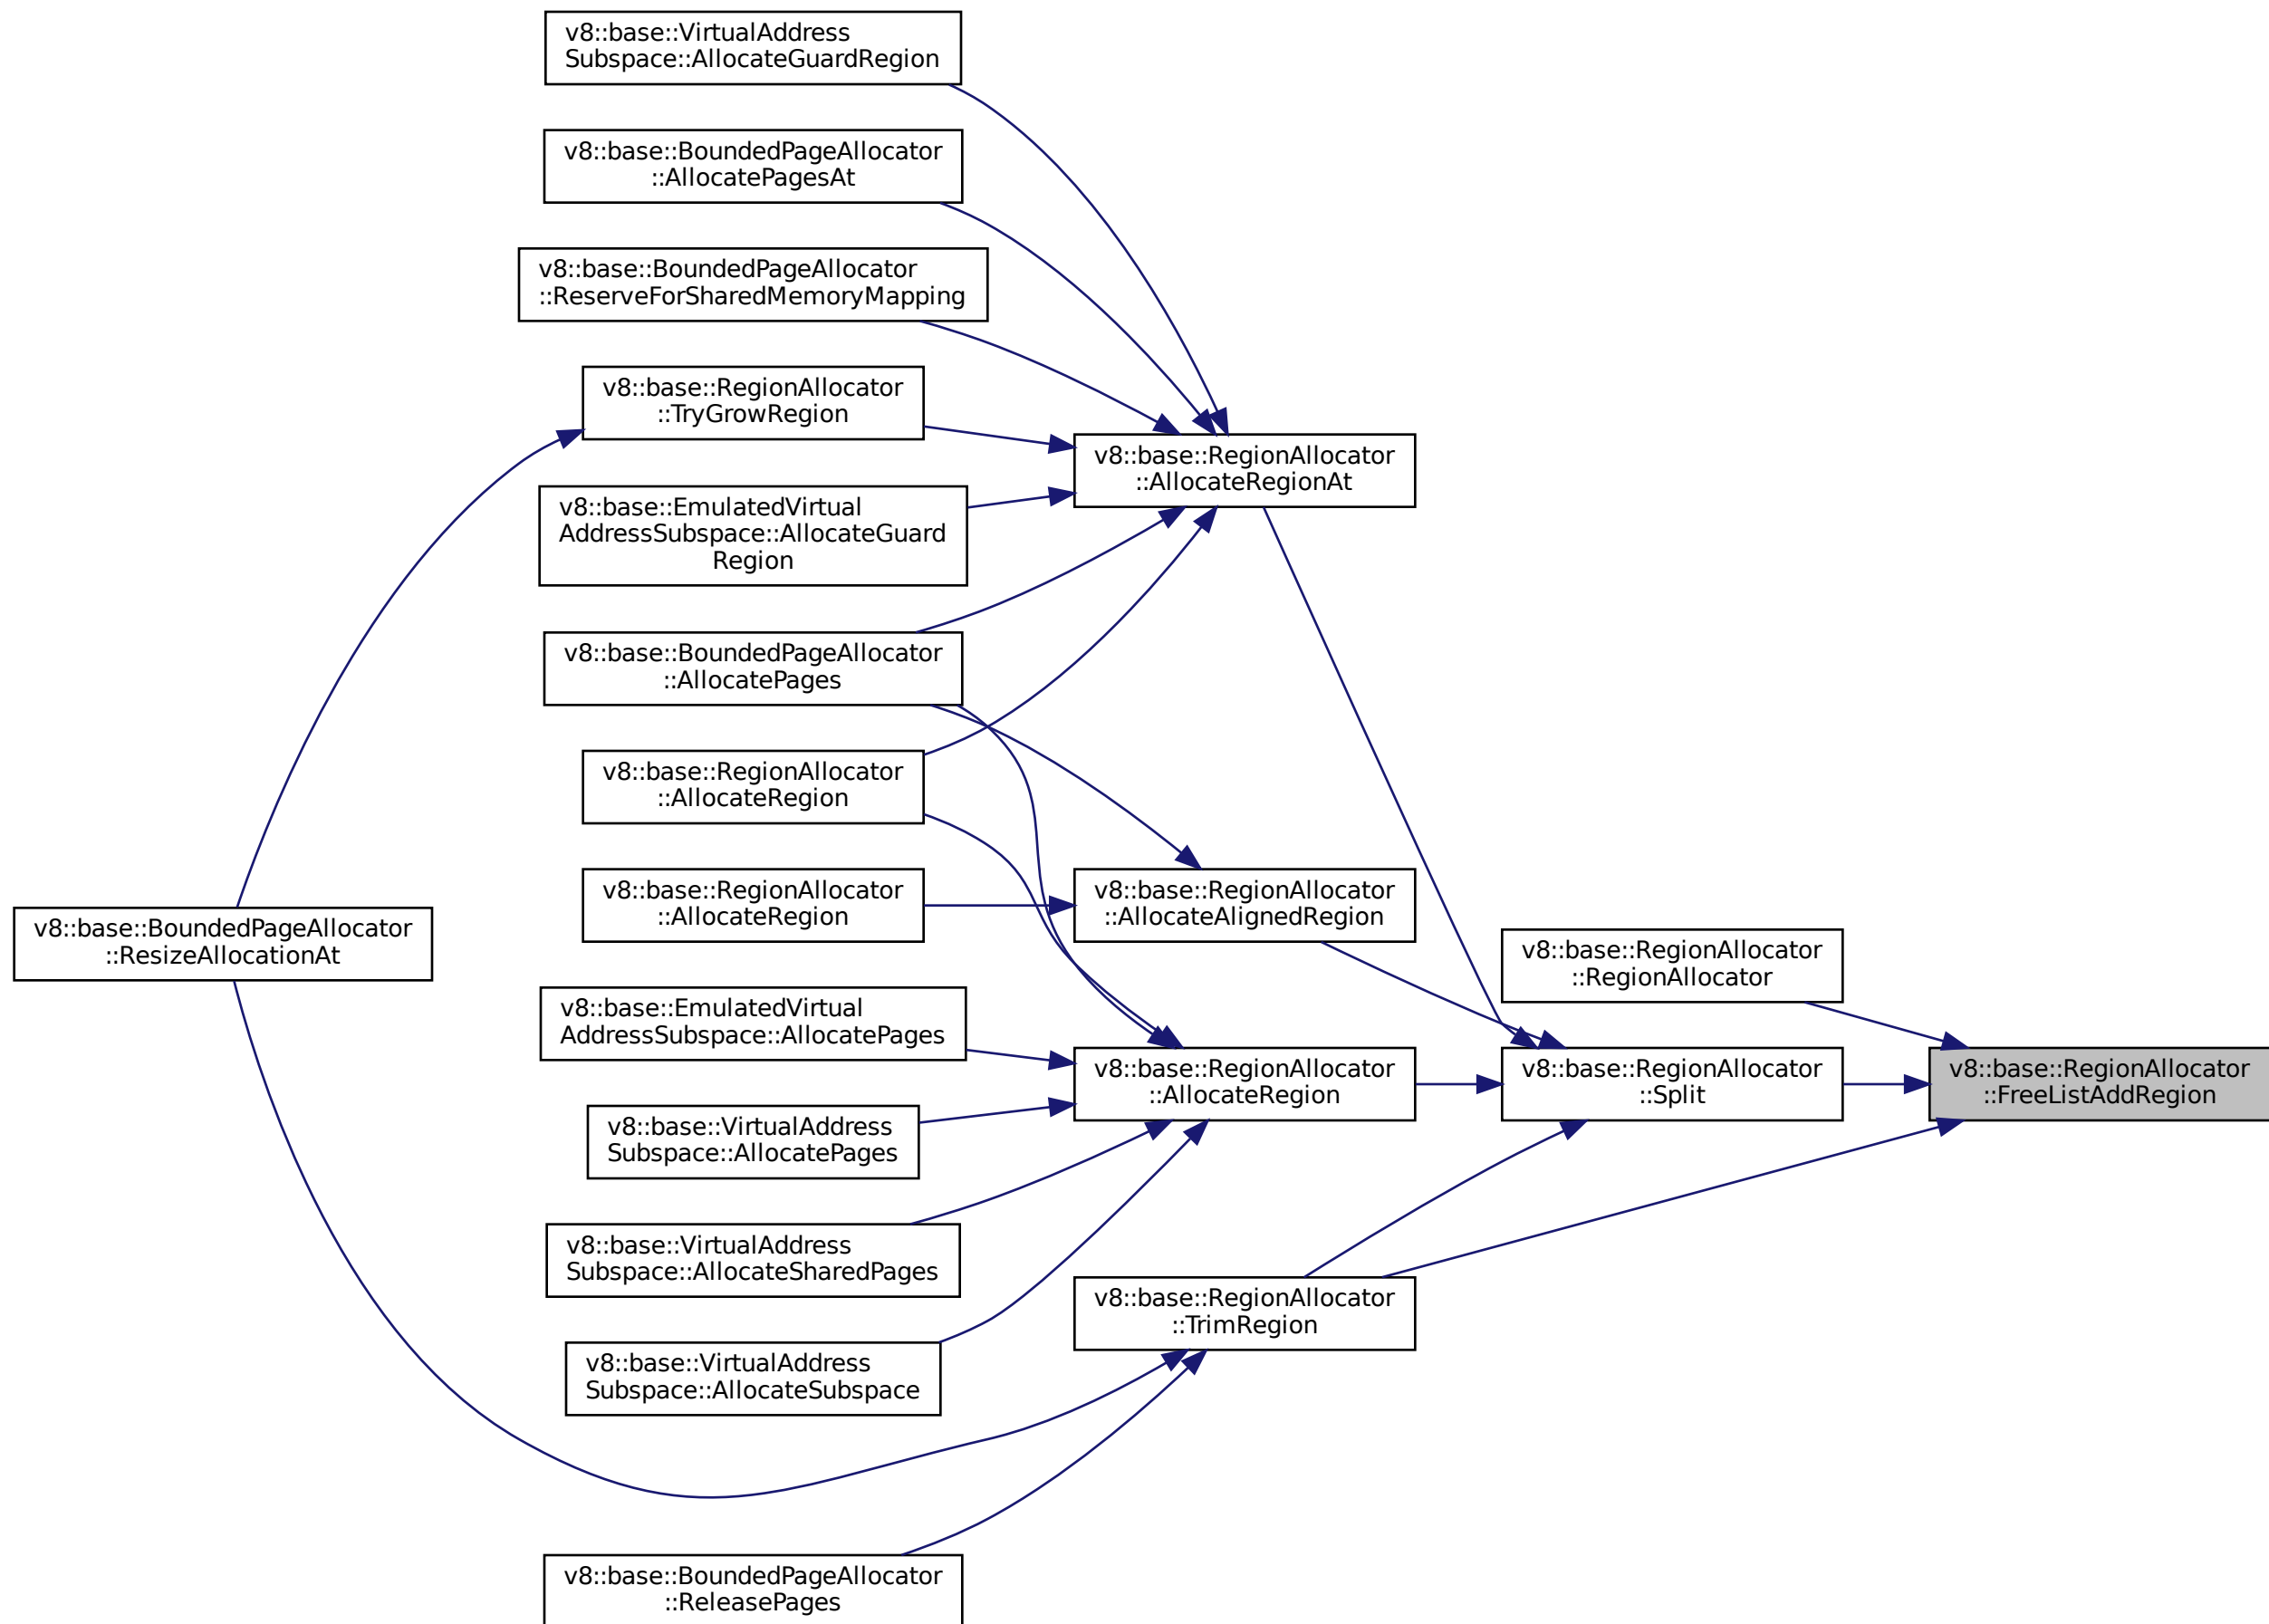 v8::base::VirtualAddress
Subspace::AllocateGuardRegion
v8::base::BoundedPageAllocator
::AllocatePagesAt
v8::base::BoundedPageAllocator
::ReserveForSharedMemoryMapping
v8::base::RegionAllocator
::TryGrowRegion
v8::base::RegionAllocator
::AllocateRegionAt
v8::base::EmulatedVirtual
AddressSubspace::AllocateGuard
Region
v8::base::BoundedPageAllocator
::AllocatePages
v8::base::RegionAllocator
::AllocateRegion
v8::base::RegionAllocator
::AllocateRegion
v8::base::RegionAllocator
::AllocateAlignedRegion
v8::base::BoundedPageAllocator
::ResizeAllocationAt
v8::base::RegionAllocator
::RegionAllocator
v8::base::EmulatedVirtual
AddressSubspace::AllocatePages
v8::base::RegionAllocator
::AllocateRegion
v8::base::RegionAllocator
::Split
v8::base::RegionAllocator
::FreeListAddRegion
v8::base::VirtualAddress
Subspace::AllocatePages
v8::base::VirtualAddress
Subspace::AllocateSharedPages
v8::base::RegionAllocator
::TrimRegion
v8::base::VirtualAddress
Subspace::AllocateSubspace
v8::base::BoundedPageAllocator
::ReleasePages